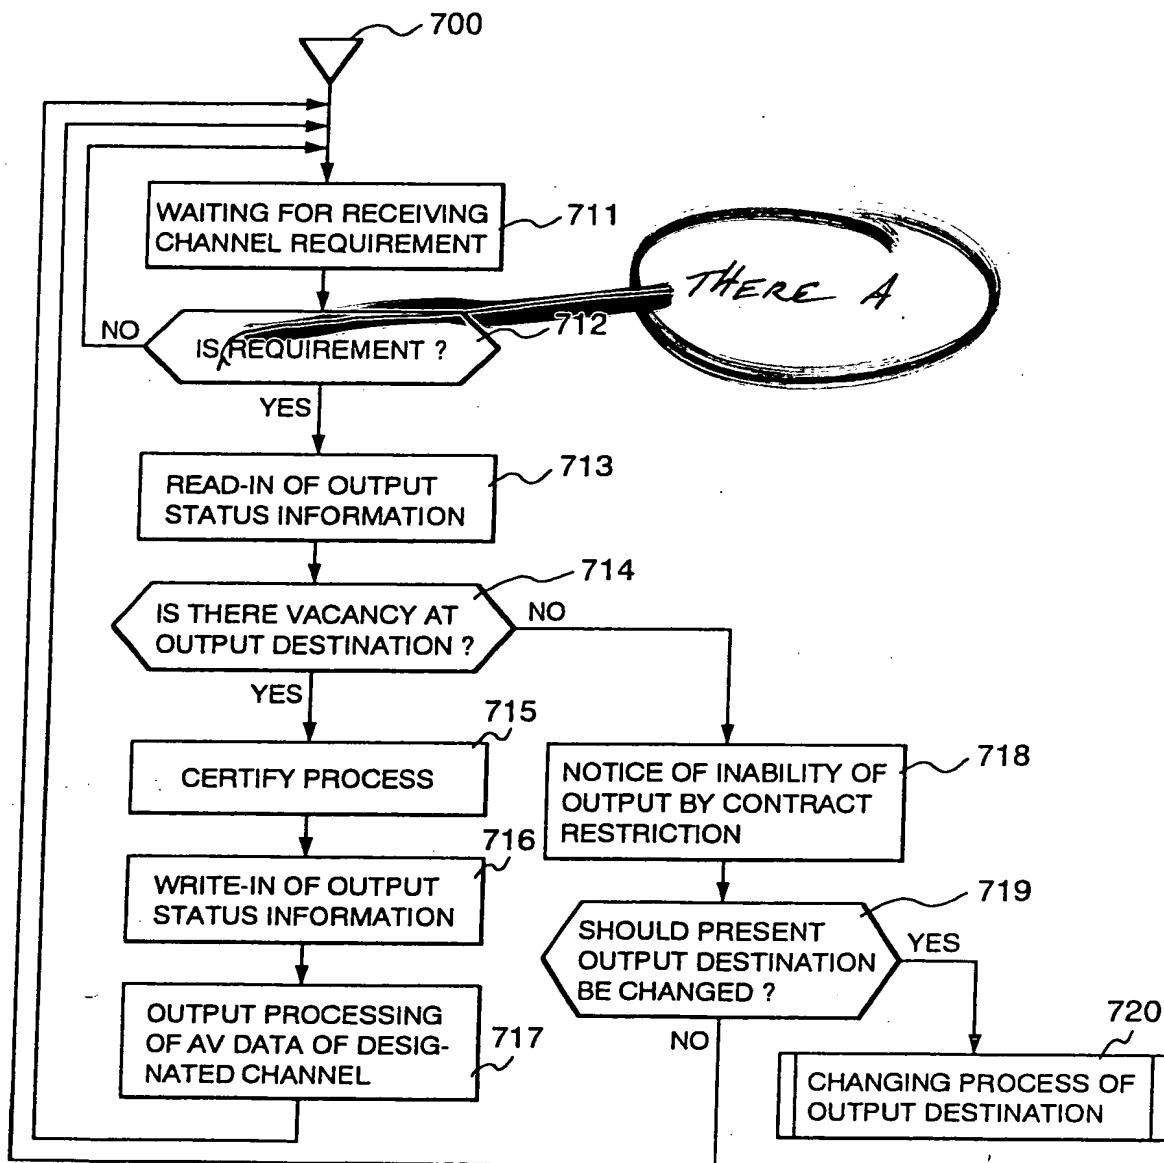 700
WAITING FOR RECEIVING
CHANNEL REQUIREMENT
711
THERE A
NO
IS REQUIREMENT ?
712
YES
READ-IN OF OUTPUT
STATUS INFORMATION
713
IS THERE VACANCY AT
OUTPUT DESTINATION ?
714
NO
YES
CERTIFY PROCESS
715
NOTICE OF INABILITY OF
OUTPUT BY CONTRACT
RESTRICTION
718
WRITE-IN OF OUTPUT
STATUS INFORMATION
716
SHOULD PRESENT
OUTPUT DESTINATION
BE CHANGED ?
719
YES
NO
OUTPUT PROCESSING
OF AV DATA OF DESIG-
NATED CHANNEL
717
CHANGING PROCESS OF
OUTPUT DESTINATION
720